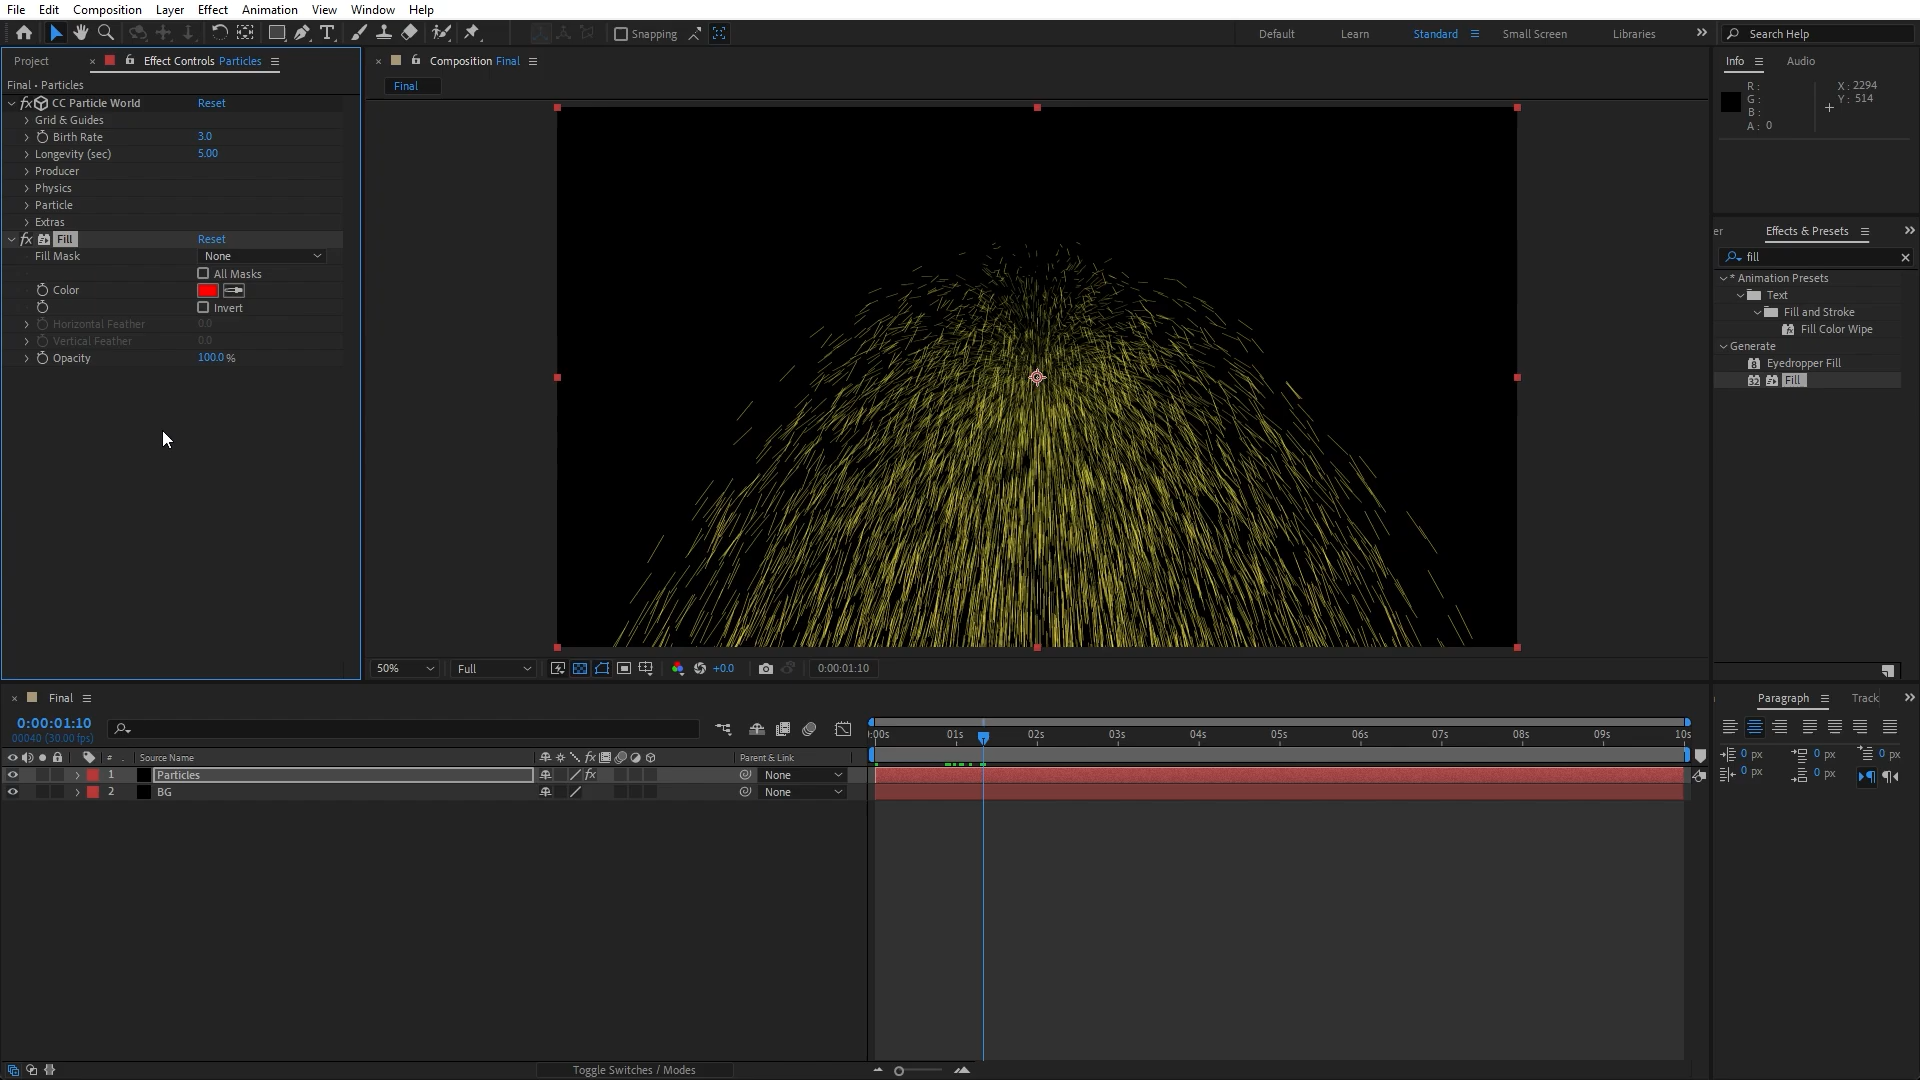 File Edit Composition Layer Effect Animation View Window Help
Snapping
Default Learn Standard Small Screen Libraries Search Help
Project Effect Controls Particles
Final • Particles
CC Particle World Reset
Grid & Guides
Birth Rate 3.0
Longevity (sec) 5.00
Producer
Physics
Particle
Extras
Fill Reset
Fill Mask None
All Masks
Color
Invert
Horizontal Feather 0.0
Vertical Feather 0.0
Opacity 100.0 %
Composition Final
Final
50% Full +0.0 0:00:01:10
Info Audio
R :
G :
B :
A : 0
X : 2294
Y : 514
er Effects & Presets
fill
* Animation Presets
Text
Fill and Stroke
Fill Color Wipe
Generate
Eyedropper Fill
Fill
Final
0:00:01:10
00040 (30.00 fps)
# . Source Name Parent & Link
1 Particles None
2 BG None
:00s 01s 02s 03s 04s 05s 06s 07s 08s 09s 10s
Toggle Switches / Modes
Paragraph Track
0 px 0 px 0 px
0 px 0 px